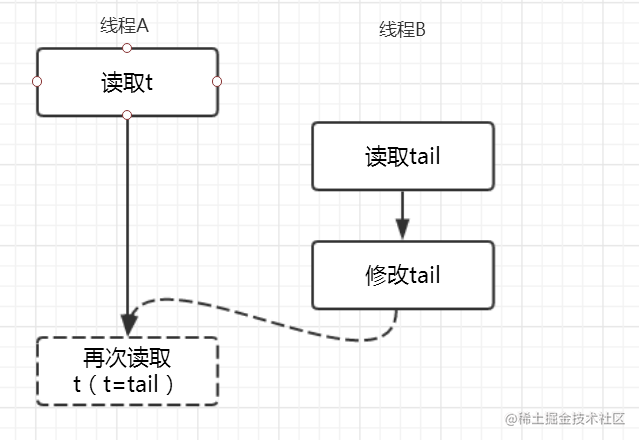 线程A
线程B
读取t
读取tail
修改tail
再次读取
t（t=tail）
@稀土掘金技术社区